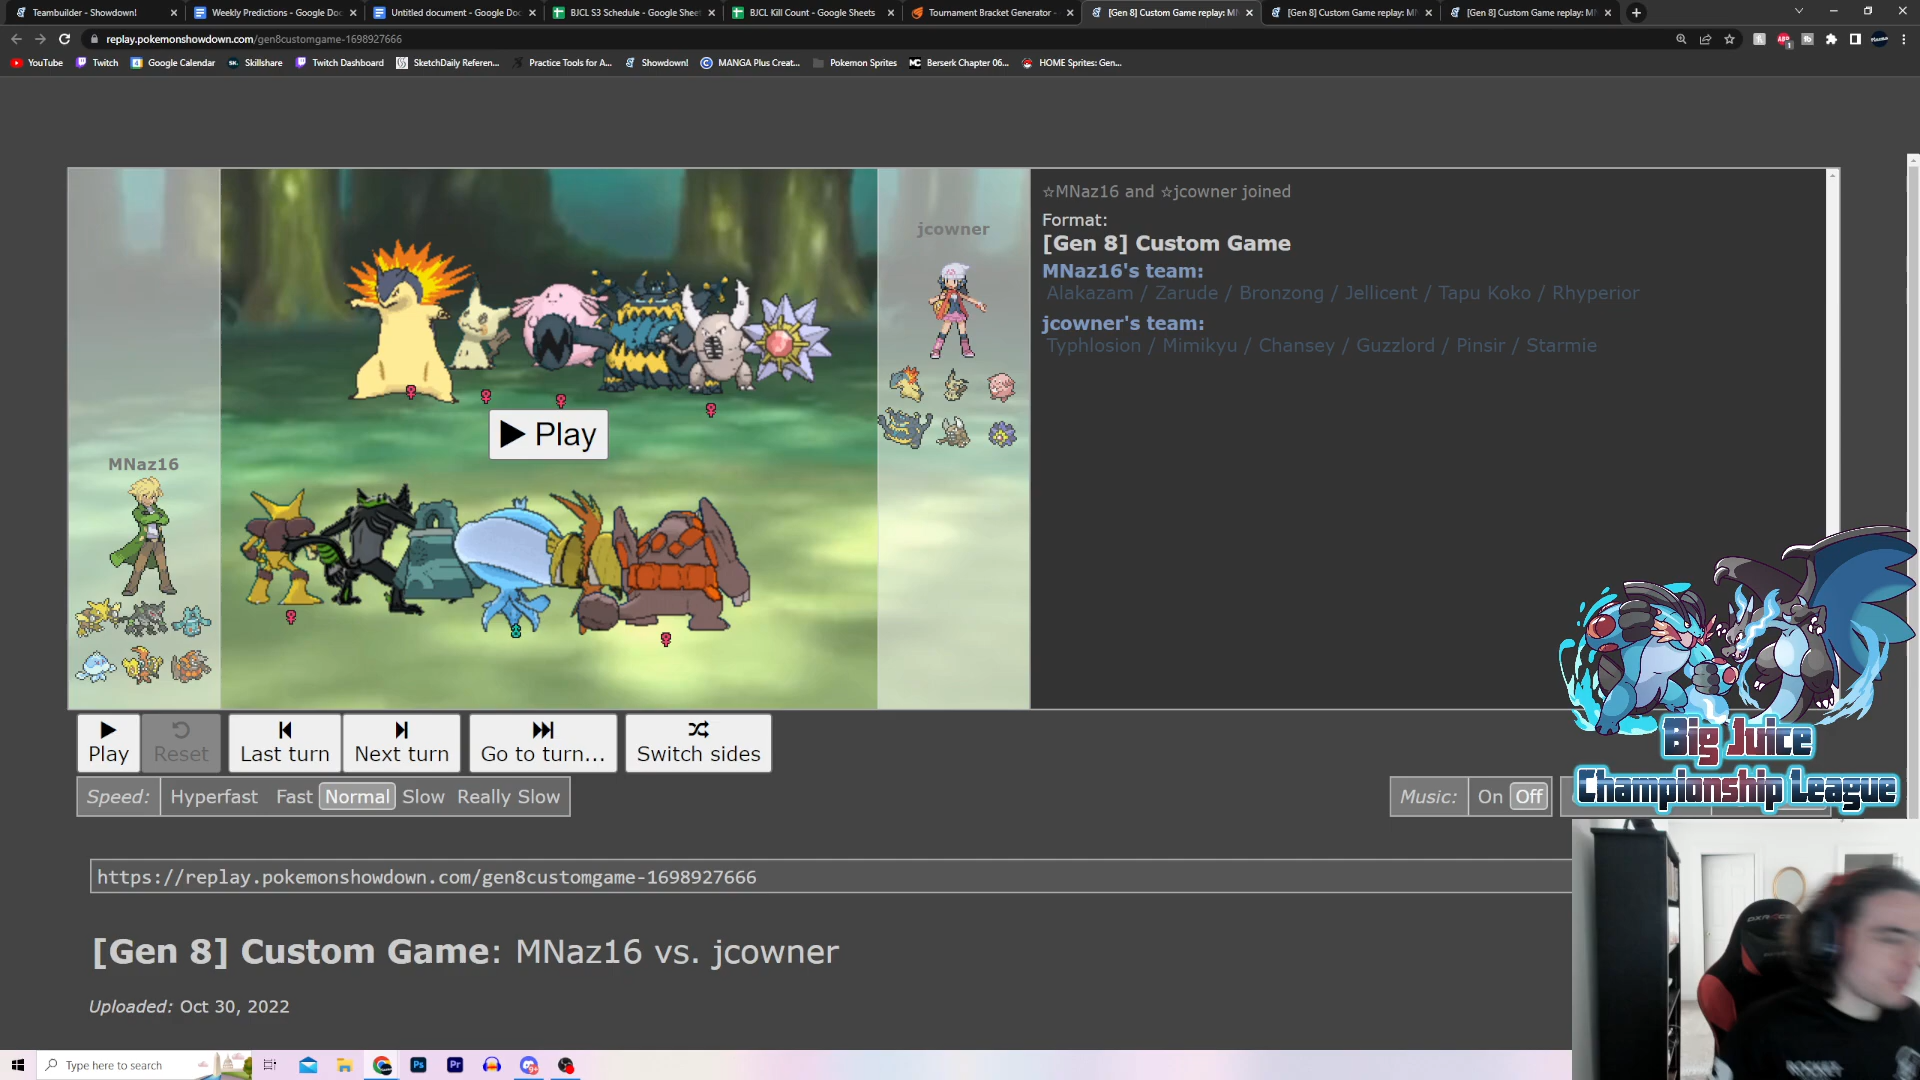 Teambuilder - Showdown!
Weekly Predictions - Google Doc
Untitled document - Google Doc
BJCL S3 Schedule - Google Sheet
BJCL Kill Count - Google Sheets
Tournament Bracket Generator -
[Gen 8] Custom Game replay: MN
[Gen 8] Custom Game replay: MN
[Gen 8] Custom Game replay: MN
replay.pokemonshowdown.com/gen8customgame-1698927666
YouTube
Twitch
Google Calendar
Skillshare
Twitch Dashboard
SketchDaily Referen...
Practice Tools for A...
Showdown!
MANGA Plus Creat...
Pokemon Sprites
Berserk Chapter 06...
HOME Sprites: Gen...
jcowner
MNaz16
Play
☆MNaz16 and ☆jcowner joined
Format:
[Gen 8] Custom Game
MNaz16's team:
Alakazam / Zarude / Bronzong / Jellicent / Tapu Koko / Rhyperior
jcowner's team:
Typhlosion / Mimikyu / Chansey / Guzzlord / Pinsir / Starmie
Big Juice
Championship League
Play
Reset
Last turn
Next turn
Go to turn...
Switch sides
Speed:
Hyperfast
Fast
Normal
Slow
Really Slow
Music:
On
Off
https://replay.pokemonshowdown.com/gen8customgame-1698927666
[Gen 8] Custom Game: MNaz16 vs. jcowner
Uploaded: Oct 30, 2022
Type here to search